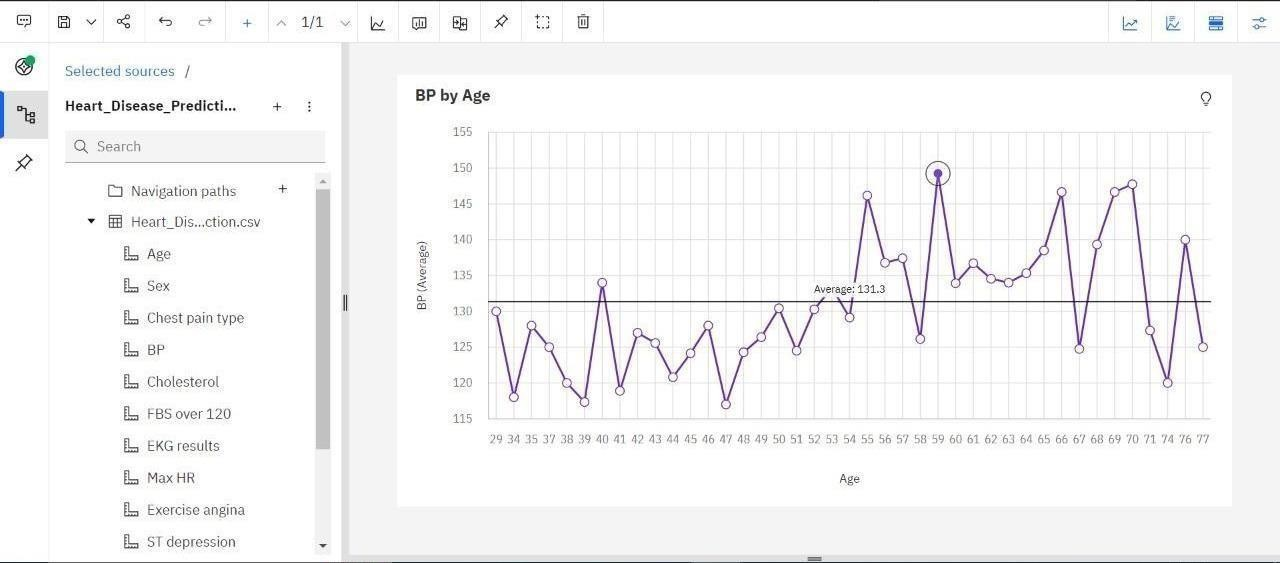 1/1
Selected sources /
Heart_Disease_Predicti...
Search
Navigation paths
Heart_Dis...ction.csv
Age
Sex
Chest pain type
BP
Cholesterol
FBS over 120
EKG results
Max HR
Exercise angina
ST depression
BP by Age
155
150
145
140
135
130
125
120
115
BP (Average)
Average: 131.3
29 34 35 37 38 39 40 41 42 43 44 45 46 47 48 49 50 51 52 53 54 55 56 57 58 59 60 61 62 63 64 65 66 67 68 69 70 71 74 76 77
Age